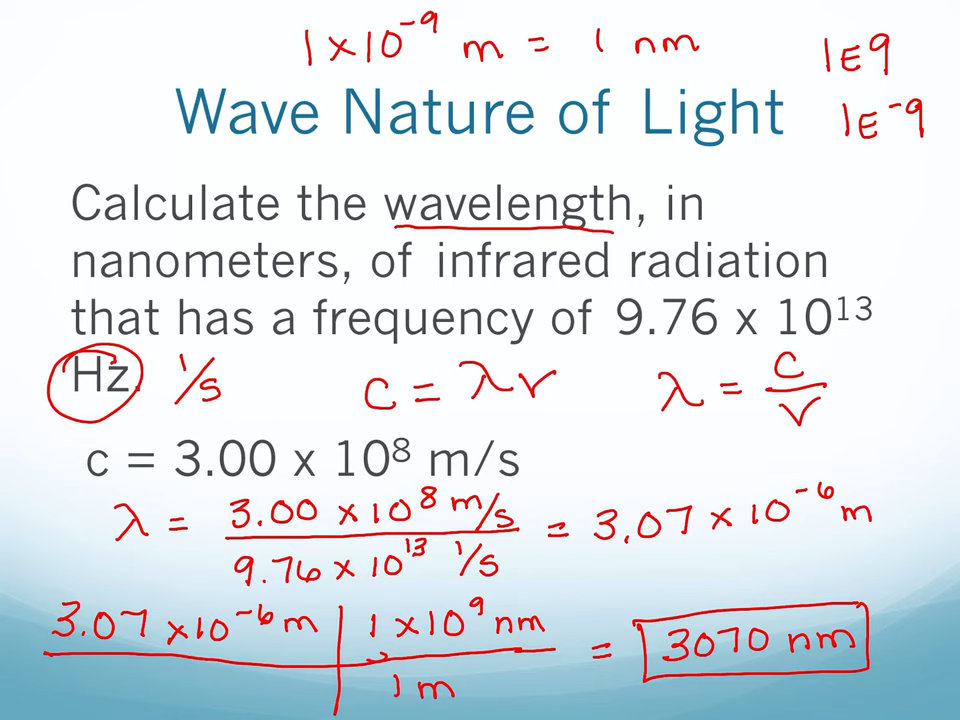 1 x 10⁻⁹ m = 1 nm
1E9
1E-9
Wave Nature of Light
Calculate the wavelength, in
nanometers, of infrared radiation
that has a frequency of 9.76 x 10¹³
Hz. 1/s c = λν λ = c/ν
c = 3.00 x 10⁸ m/s
λ = 3.00 x 10⁸ m/s / 9.76 x 10¹³ 1/s = 3.07 x 10⁻⁶ m
3.07 x 10⁻⁶ m | 1 x 10⁹ nm / 1 m = 3070 nm